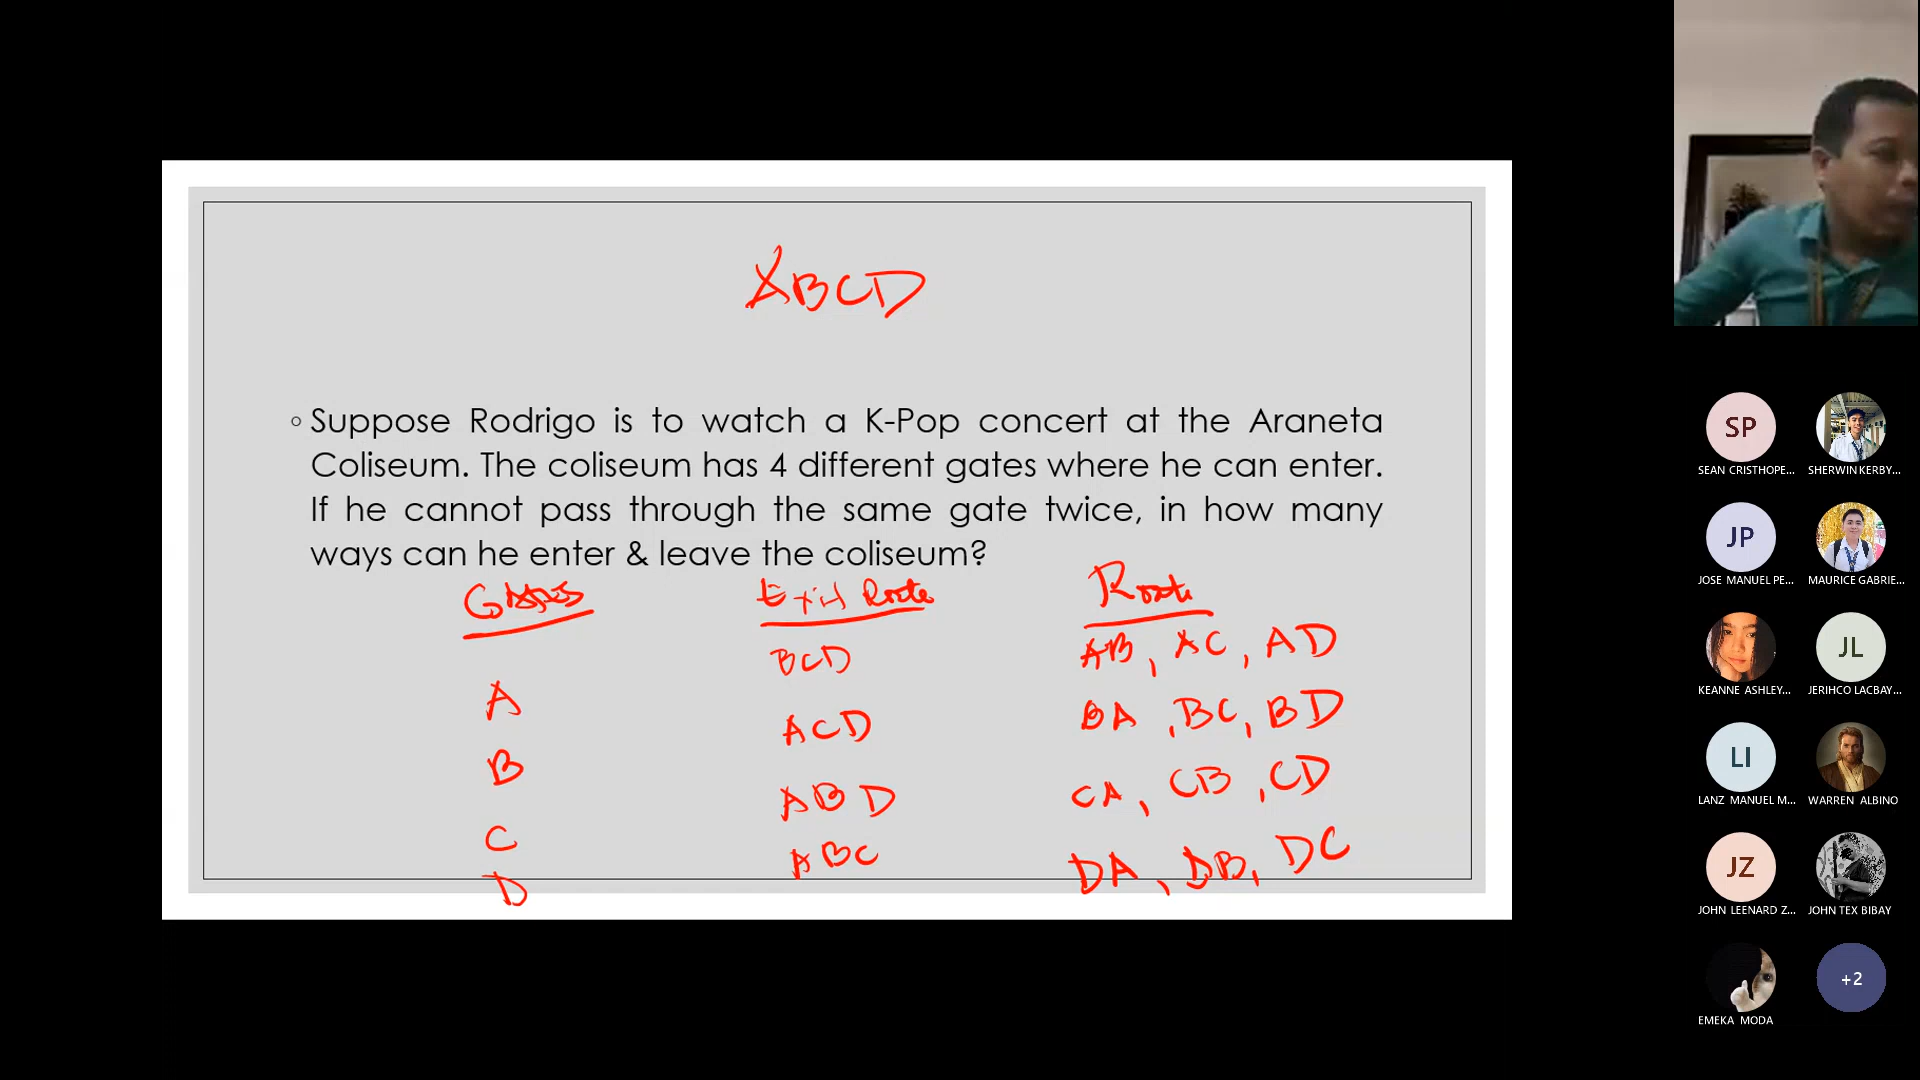 ABCD
◦ Suppose Rodrigo is to watch a K-Pop concert at the Araneta
Coliseum. The coliseum has 4 different gates where he can enter.
If he cannot pass through the same gate twice, in how many
ways can he enter & leave the coliseum?
Gates Exit Route Route
BCD AB, AC, AD
A
ACD BA, BC, BD
B
ABD CA, CB, CD
C
ABC DA, DB, DC
D
SP
SEAN CRISTHOPE... SHERWIN KERBY...
JP
JOSE MANUEL PE... MAURICE GABRIE...
JL
KEANNE ASHLEY... JERIHCO LACBAY...
LI
LANZ MANUEL M... WARREN ALBINO
JZ
JOHN LEENARD Z... JOHN TEX BIBAY
+2
EMEKA MODA